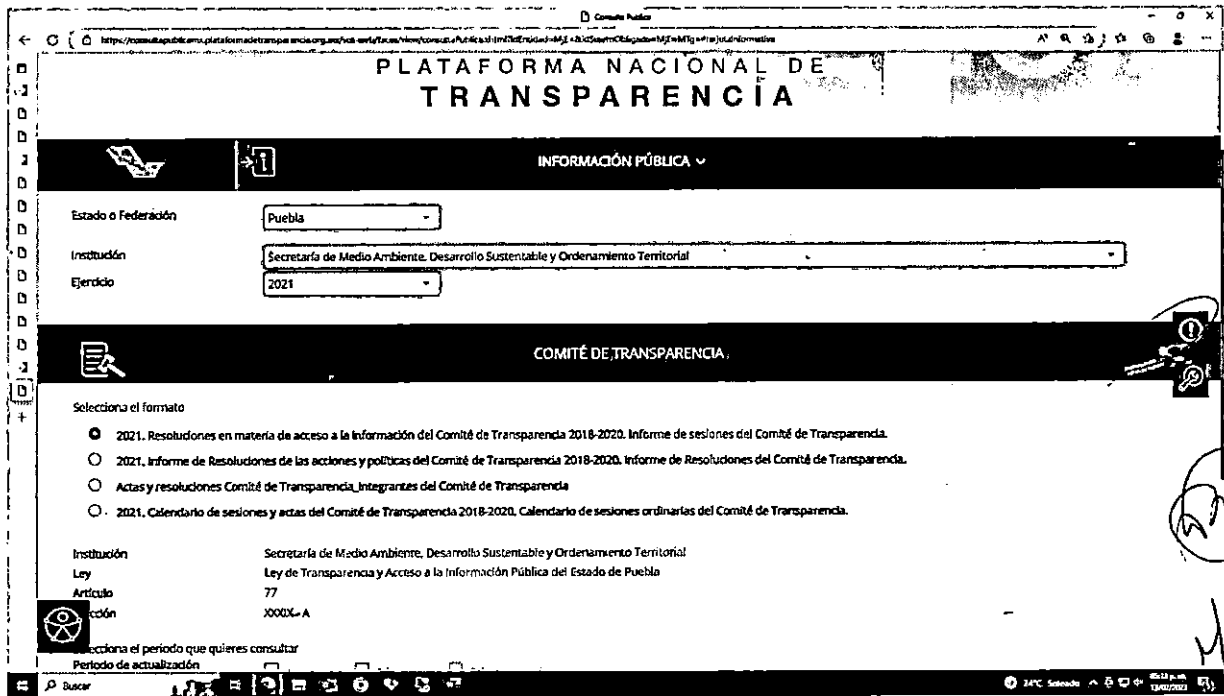 Consulta Publica
PLATAFORMA NACIONAL DE
TRANSPARENCIA
INFORMACIÓN PÚBLICA
Estado o Federación
Puebla
Institución
Secretaría de Medio Ambiente, Desarrollo Sustentable y Ordenamiento Territorial
Ejercicio
2021
COMITÉ DE TRANSPARENCIA
Selecciona el formato
2021. Resoluciones en materia de acceso a la información del Comité de Transparencia 2018-2020. Informe de sesiones del Comité de Transparencia.
2021. Informe de Resoluciones de las acciones y políticas del Comité de Transparencia 2018-2020. Informe de Resoluciones del Comité de Transparencia.
Actas y resoluciones Comité de Transparencia_Integrantes del Comité de Transparencia
2021. Calendario de sesiones y actas del Comité de Transparencia 2018-2020. Calendario de sesiones ordinarias del Comité de Transparencia.
Institución
Secretaría de Medio Ambiente, Desarrollo Sustentable y Ordenamiento Territorial
Ley
Ley de Transparencia y Acceso a la Información Pública del Estado de Puebla
Artículo
77
cción
XXXIX - A
ecciona el periodo que quieres consultar
Periodo de actualización
Buscar
24°C Soleado